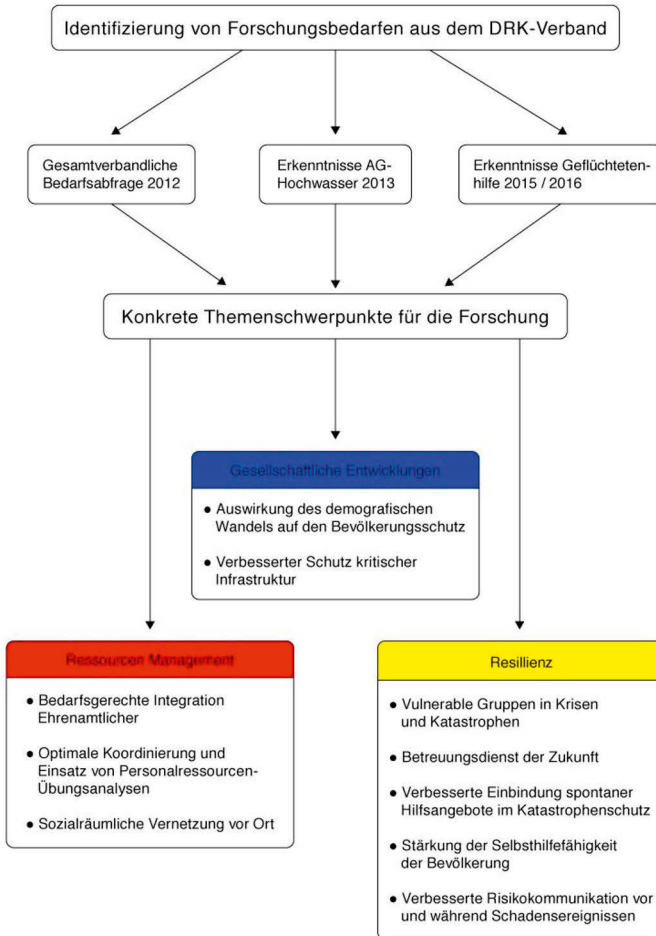 Identifizierung von Forschungsbedarfen aus dem DRK-Verband
Gesamtverbandliche
Bedarfsabfrage 2012
Erkenntnisse AG-
Hochwasser 2013
Erkenntnisse Geflüchteten-
hilfe 2015 / 2016
Konkrete Themenschwerpunkte für die Forschung
Gesellschaftliche Entwicklungen
● Auswirkung des demografischen
Wandels auf den Bevölkerungsschutz
● Verbesserter Schutz kritischer
Infrastruktur
Ressourcen Management
● Bedarfsgerechte Integration
Ehrenamtlicher
● Optimale Koordinierung und
Einsatz von Personalressourcen-
Übungsanalysen
● Sozialräumliche Vernetzung vor Ort
Resillienz
● Vulnerable Gruppen in Krisen
und Katastrophen
● Betreuungsdienst der Zukunft
● Verbesserte Einbindung spontaner
Hilfsangebote im Katastrophenschutz
● Stärkung der Selbsthilfefähigkeit
der Bevölkerung
● Verbesserte Risikokommunikation vor
und während Schadensereignissen